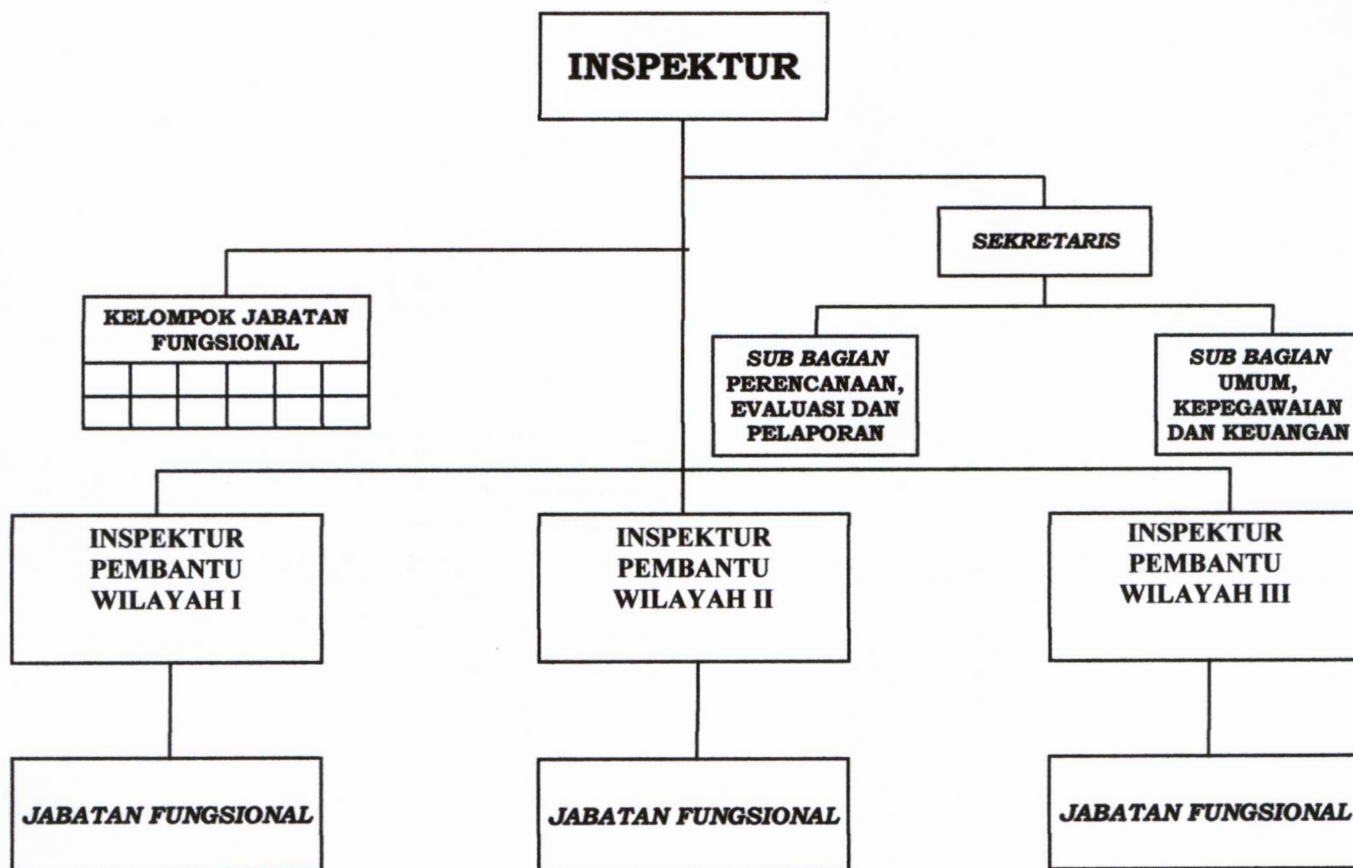 INSPEKTUR
SEKRETARIS
KELOMPOK JABATAN
FUNGSIONAL
SUB BAGIAN
PERENCANAAN,
EVALUASI DAN
PELAPORAN
SUB BAGIAN
UMUM,
KEPEGAWAIAN
DAN KEUANGAN
INSPEKTUR
PEMBANTU
WILAYAH I
INSPEKTUR
PEMBANTU
WILAYAH II
INSPEKTUR
PEMBANTU
WILAYAH III
JABATAN FUNGSIONAL
JABATAN FUNGSIONAL
JABATAN FUNGSIONAL